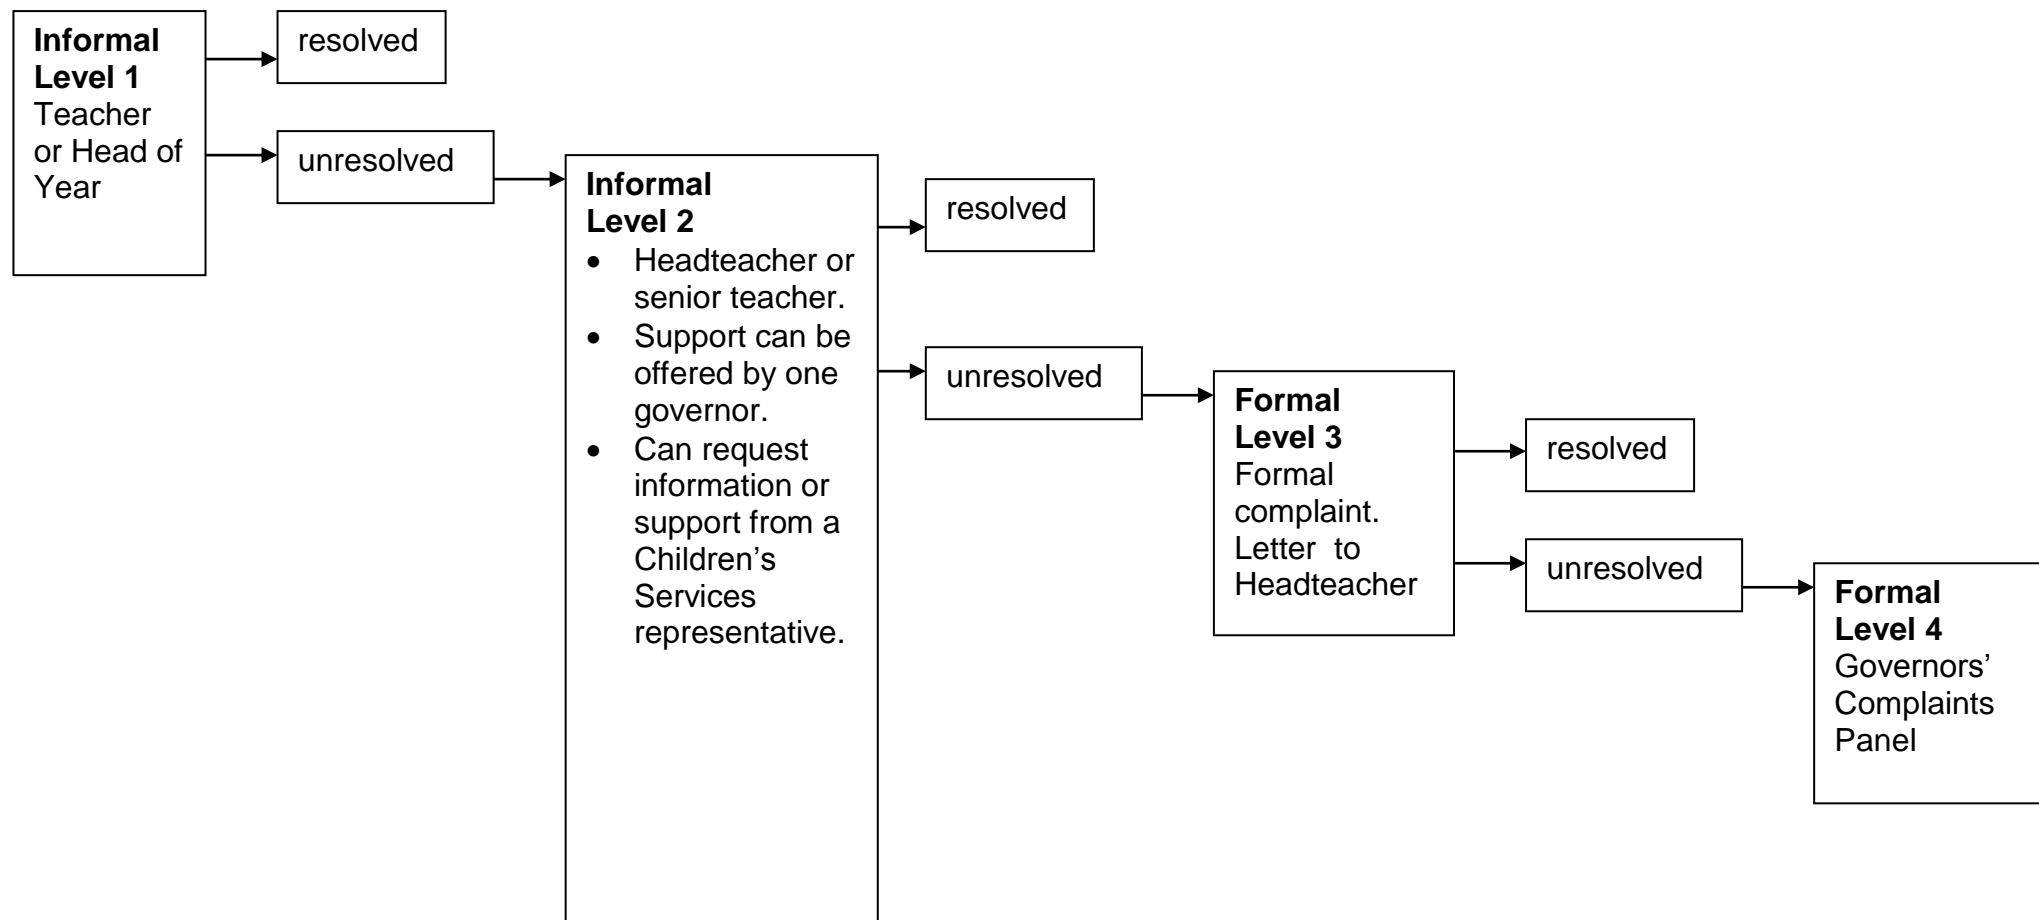 Informal
Level 1
Teacher
or Head of
Year
resolved
unresolved
Informal
Level 2
• Headteacher or
senior teacher.
• Support can be
offered by one
governor.
• Can request
information or
support from a
Children’s
Services
representative.
resolved
unresolved
Formal
Level 3
Formal
complaint.
Letter  to
Headteacher
resolved
unresolved
Formal
Level 4
Governors’
Complaints
Panel